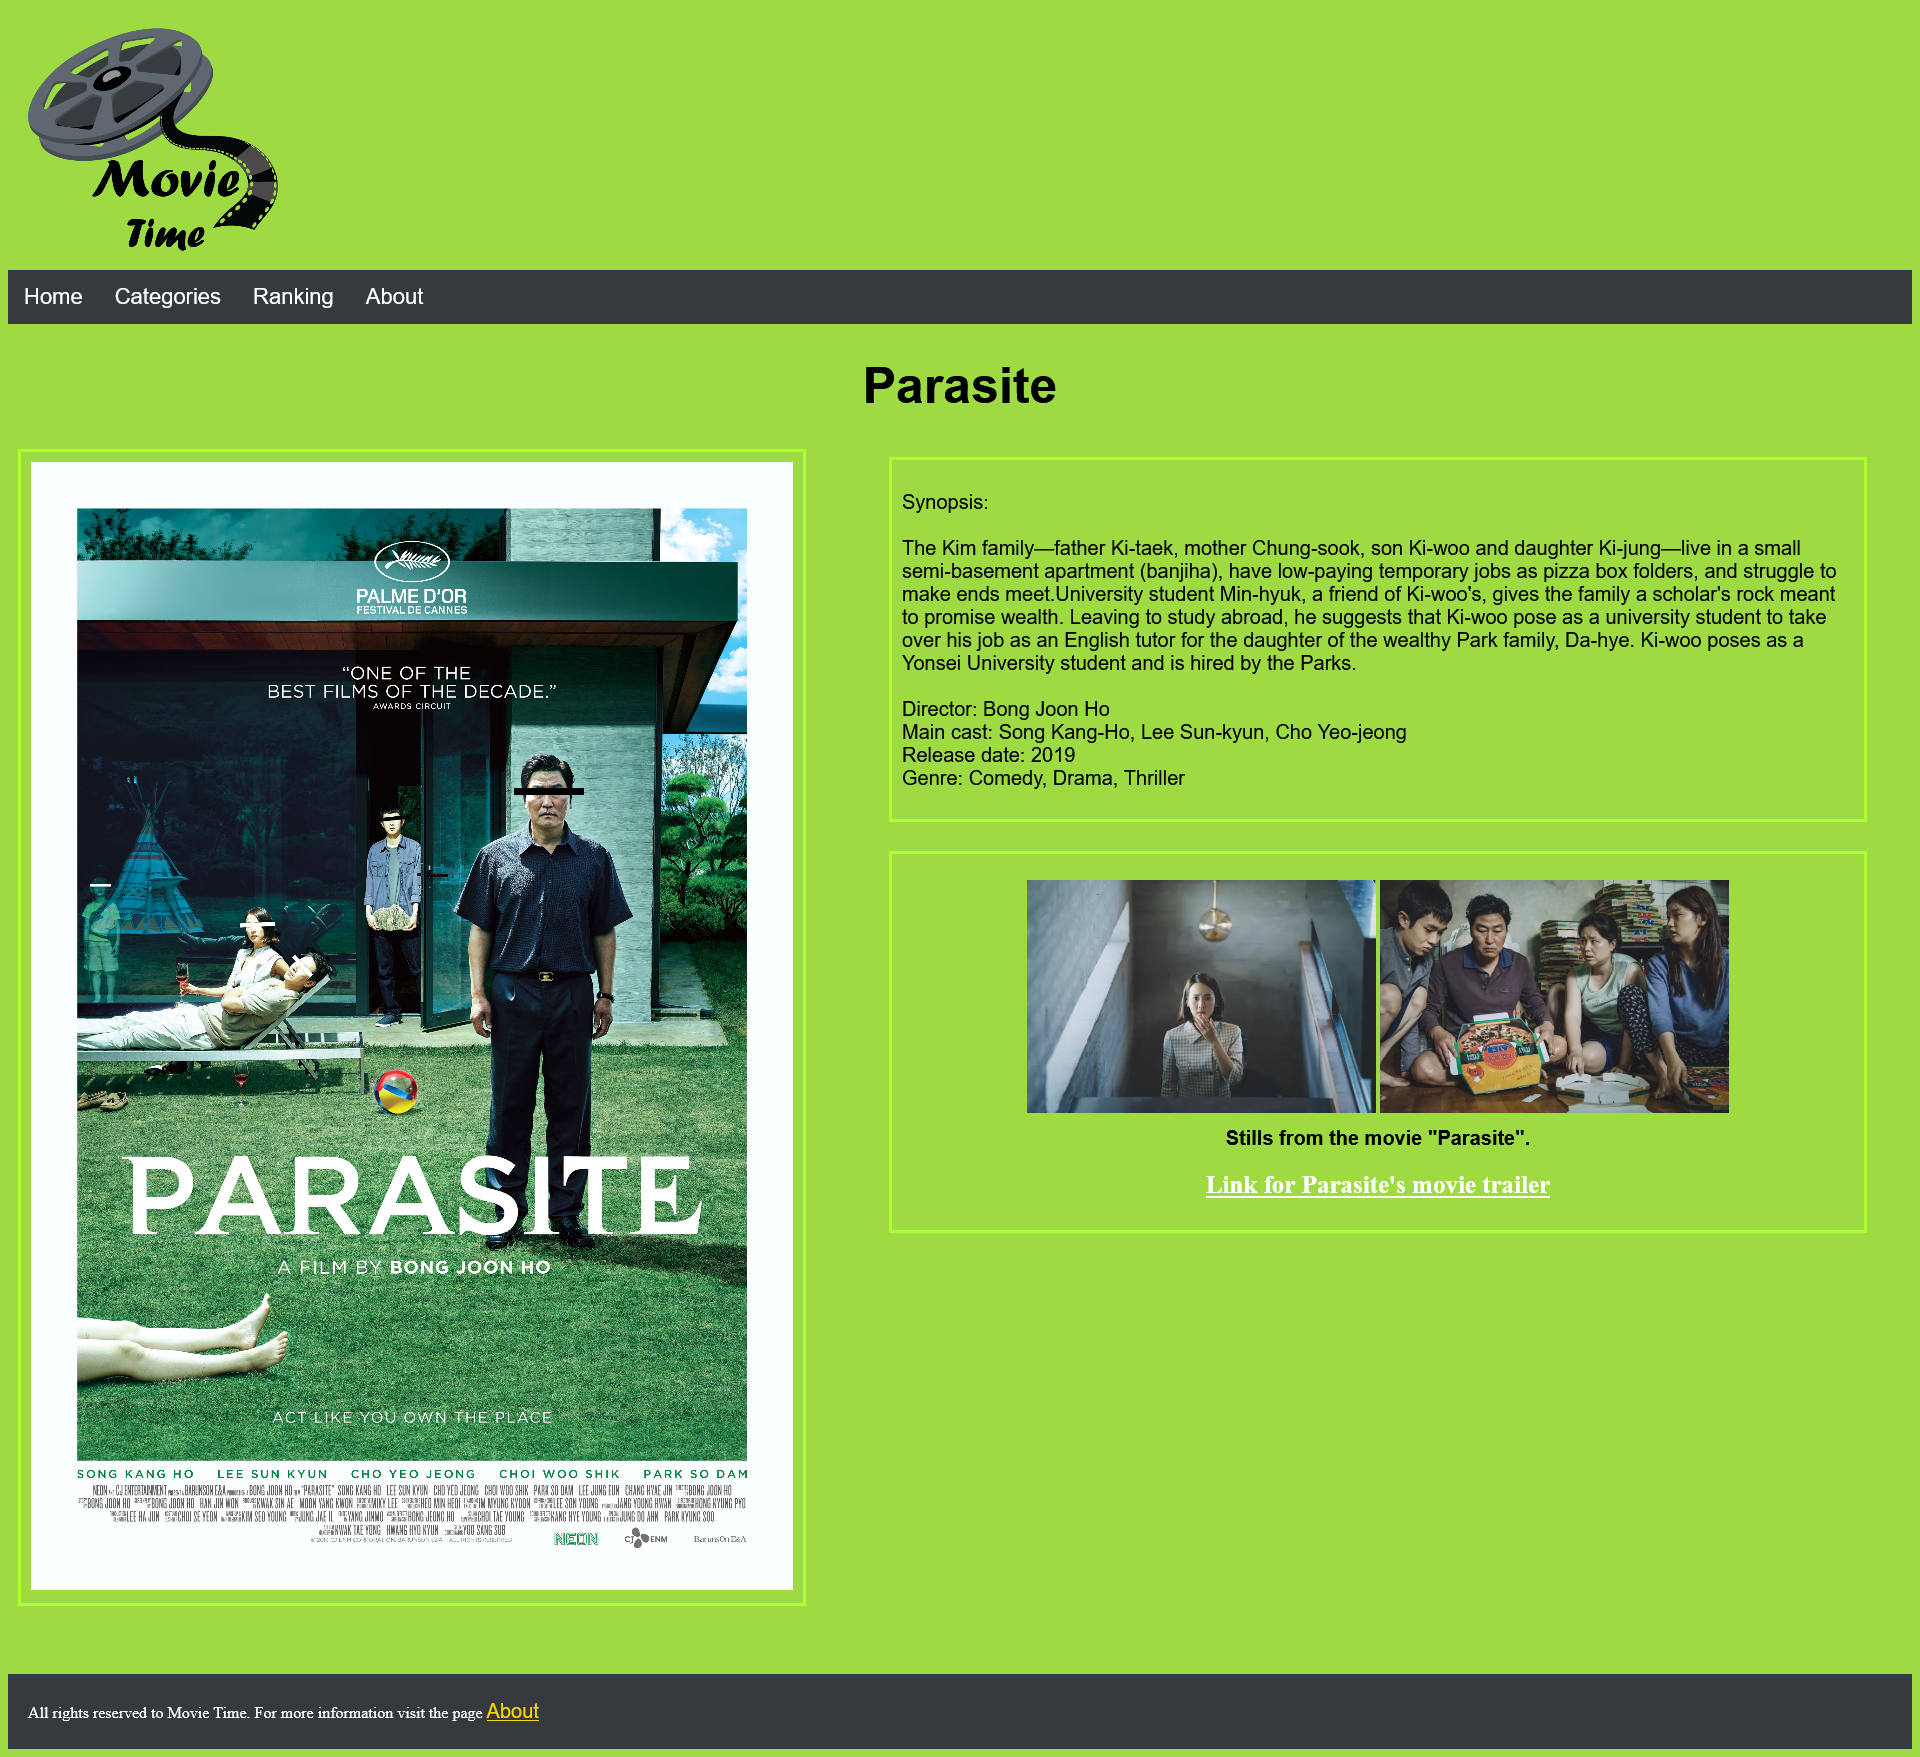 Movie
Time
Home Categories Ranking About
Parasite
PALME D'OR
FESTIVAL DE CANNES
“ONE OF THE
BEST FILMS OF THE DECADE.”
AWARDS CIRCUIT
PARASITE
A FILM BY BONG JOON HO
ACT LIKE YOU OWN THE PLACE
SONG KANG HO LEE SUN KYUN CHO YEO JEONG CHOI WOO SHIK PARK SO DAM
NEON
CJ ENM
Barunson E&A
Synopsis:
The Kim family—father Ki-taek, mother Chung-sook, son Ki-woo and daughter Ki-jung—live in a small
semi-basement apartment (banjiha), have low-paying temporary jobs as pizza box folders, and struggle to
make ends meet.University student Min-hyuk, a friend of Ki-woo's, gives the family a scholar's rock meant
to promise wealth. Leaving to study abroad, he suggests that Ki-woo pose as a university student to take
over his job as an English tutor for the daughter of the wealthy Park family, Da-hye. Ki-woo poses as a
Yonsei University student and is hired by the Parks.
Director: Bong Joon Ho
Main cast: Song Kang-Ho, Lee Sun-kyun, Cho Yeo-jeong
Release date: 2019
Genre: Comedy, Drama, Thriller
Stills from the movie "Parasite".
Link for Parasite's movie trailer
All rights reserved to Movie Time. For more information visit the page About